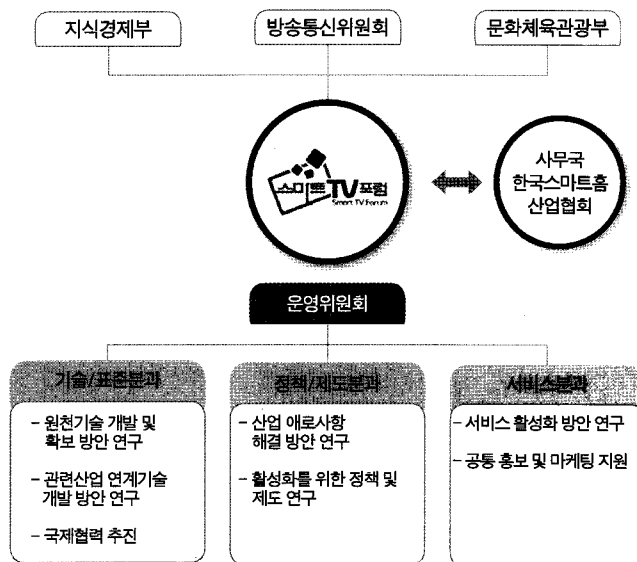 지식경제부
방송통신위원회
문화체육관광부
스마트TV포럼
Smart TV Forum
사무국
한국스마트홈
산업협회
운영위원회
기술/표준분과
- 원천기술 개발 및
확보 방안 연구
- 관련산업 연계기술
개발 방안 연구
- 국제협력 추진
정책/제도분과
- 산업 애로사항
해결 방안 연구
- 활성화를 위한 정책 및
제도 연구
서비스분과
- 서비스 활성화 방안 연구
- 공통 홍보 및 마케팅 지원